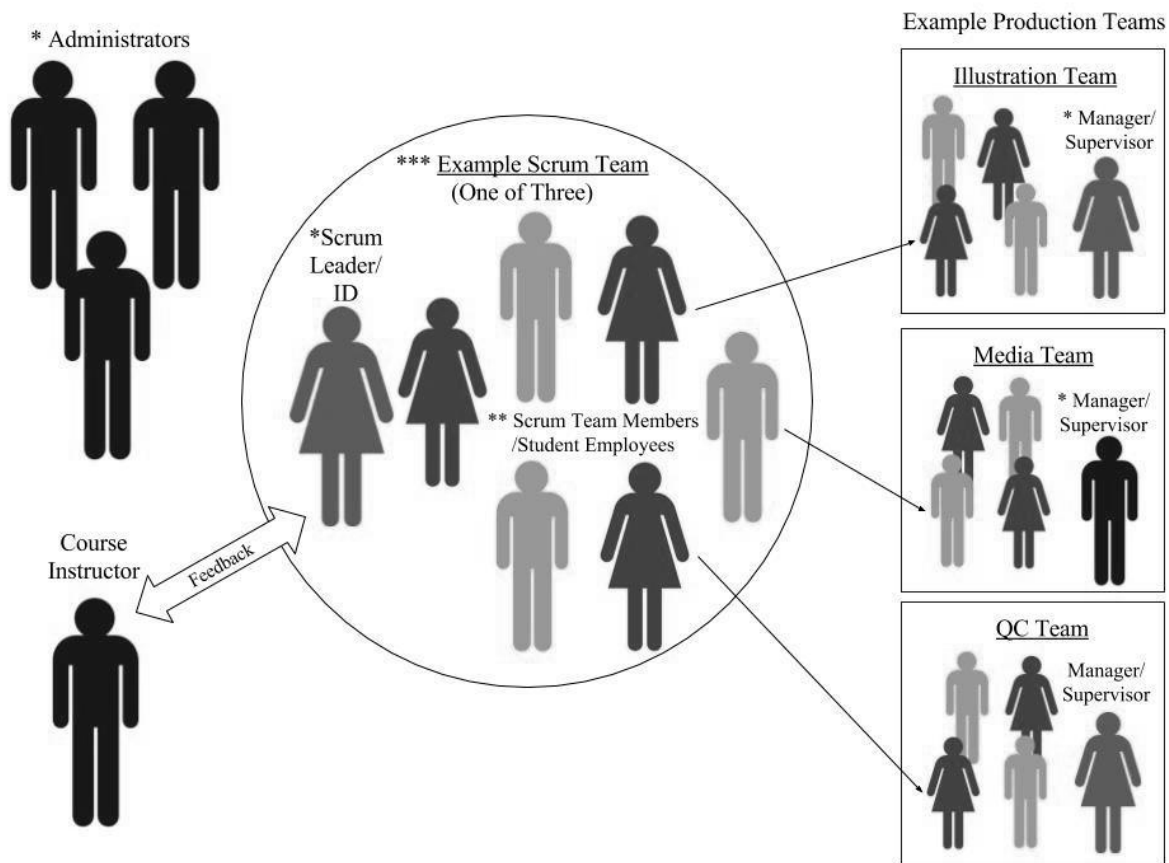 * Administrators
Course
Instructor
Feedback
*** Example Scrum Team
(One of Three)
*Scrum
Leader/
ID
** Scrum Team Members
/Student Employees
Example Production Teams
Illustration Team
* Manager/
Supervisor
Media Team
* Manager/
Supervisor
QC Team
Manager/
Supervisor